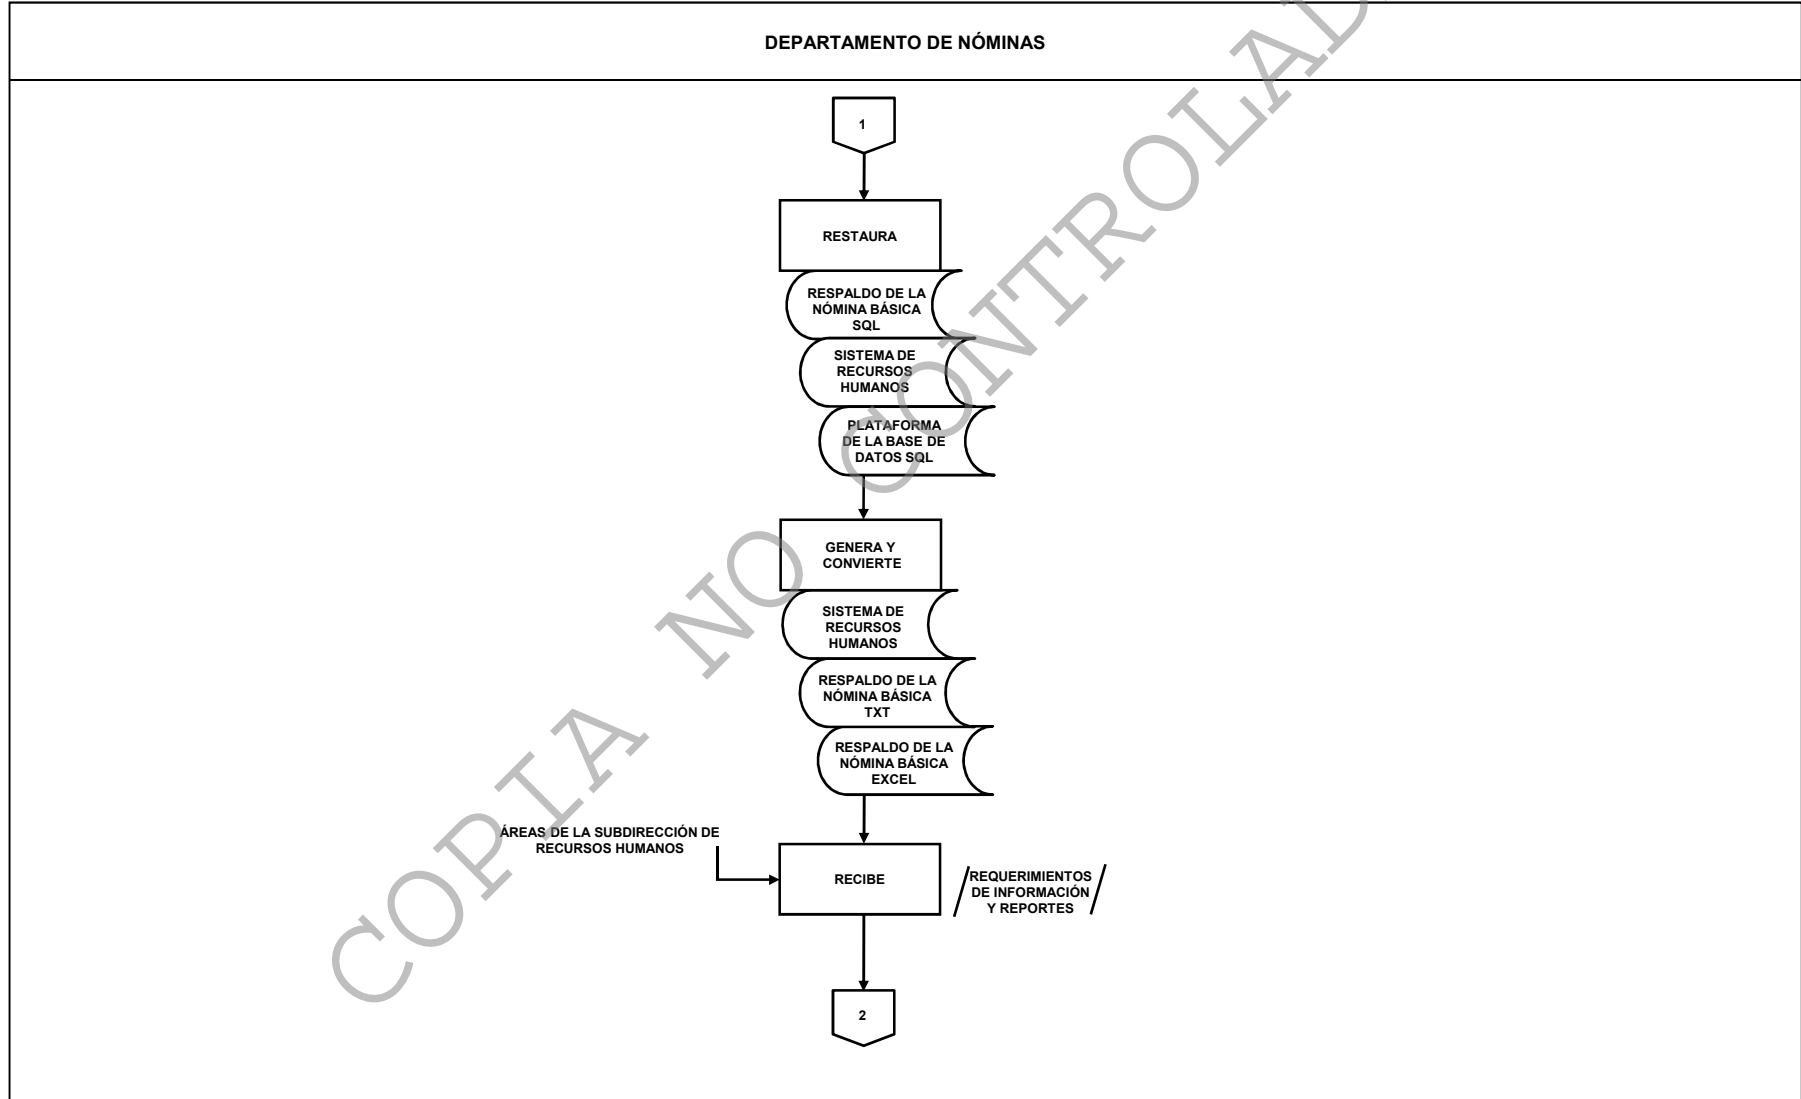 DEPARTAMENTO DE NÓMINAS
1
RESTAURA
RESPALDO DE LA
NÓMINA BÁSICA
SQL
SISTEMA DE
RECURSOS
HUMANOS
PLATAFORMA
DE LA BASE DE
DATOS SQL
GENERA Y
CONVIERTE
SISTEMA DE
RECURSOS
HUMANOS
RESPALDO DE LA
NÓMINA BÁSICA
TXT
RESPALDO DE LA
NÓMINA BÁSICA
EXCEL
ÁREAS DE LA SUBDIRECCIÓN DE
RECURSOS HUMANOS
RECIBE
REQUERIMIENTOS
DE INFORMACIÓN
Y REPORTES
2
COPIA NO CONTROLAD